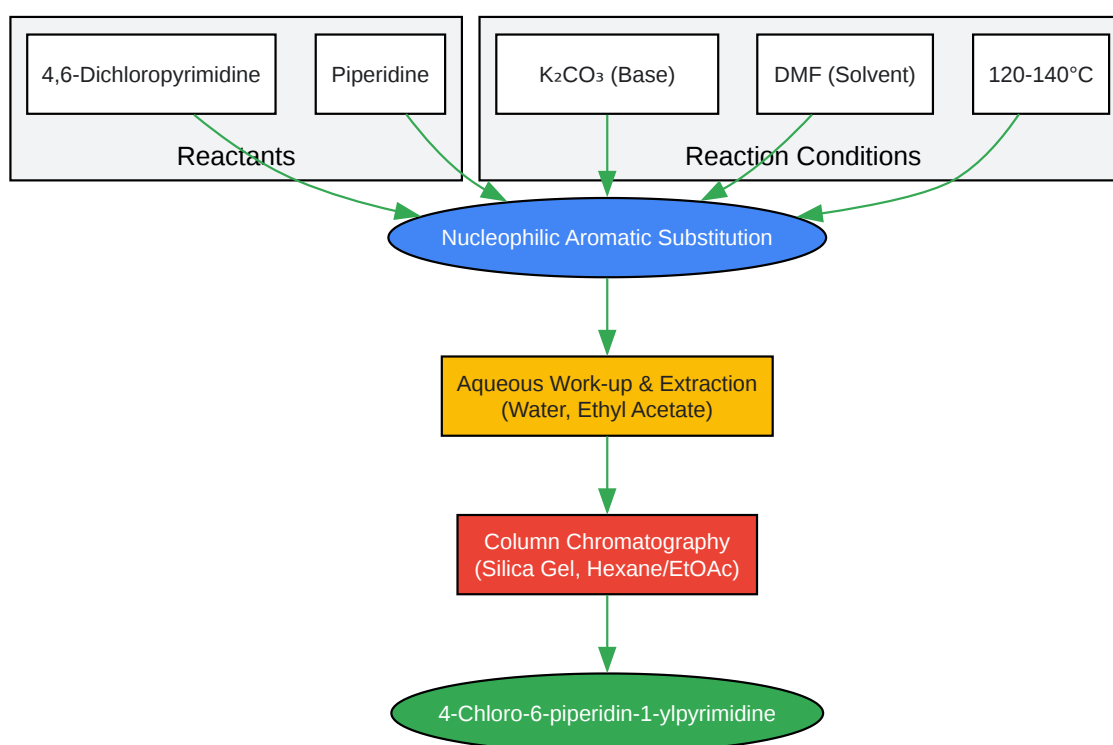 4,6-Dichloropyrimidine
Piperidine
Reactants
K₂CO₃ (Base)
DMF (Solvent)
120-140°C
Reaction Conditions
Nucleophilic Aromatic Substitution
Aqueous Work-up & Extraction
(Water, Ethyl Acetate)
Column Chromatography
(Silica Gel, Hexane/EtOAc)
4-Chloro-6-piperidin-1-ylpyrimidine